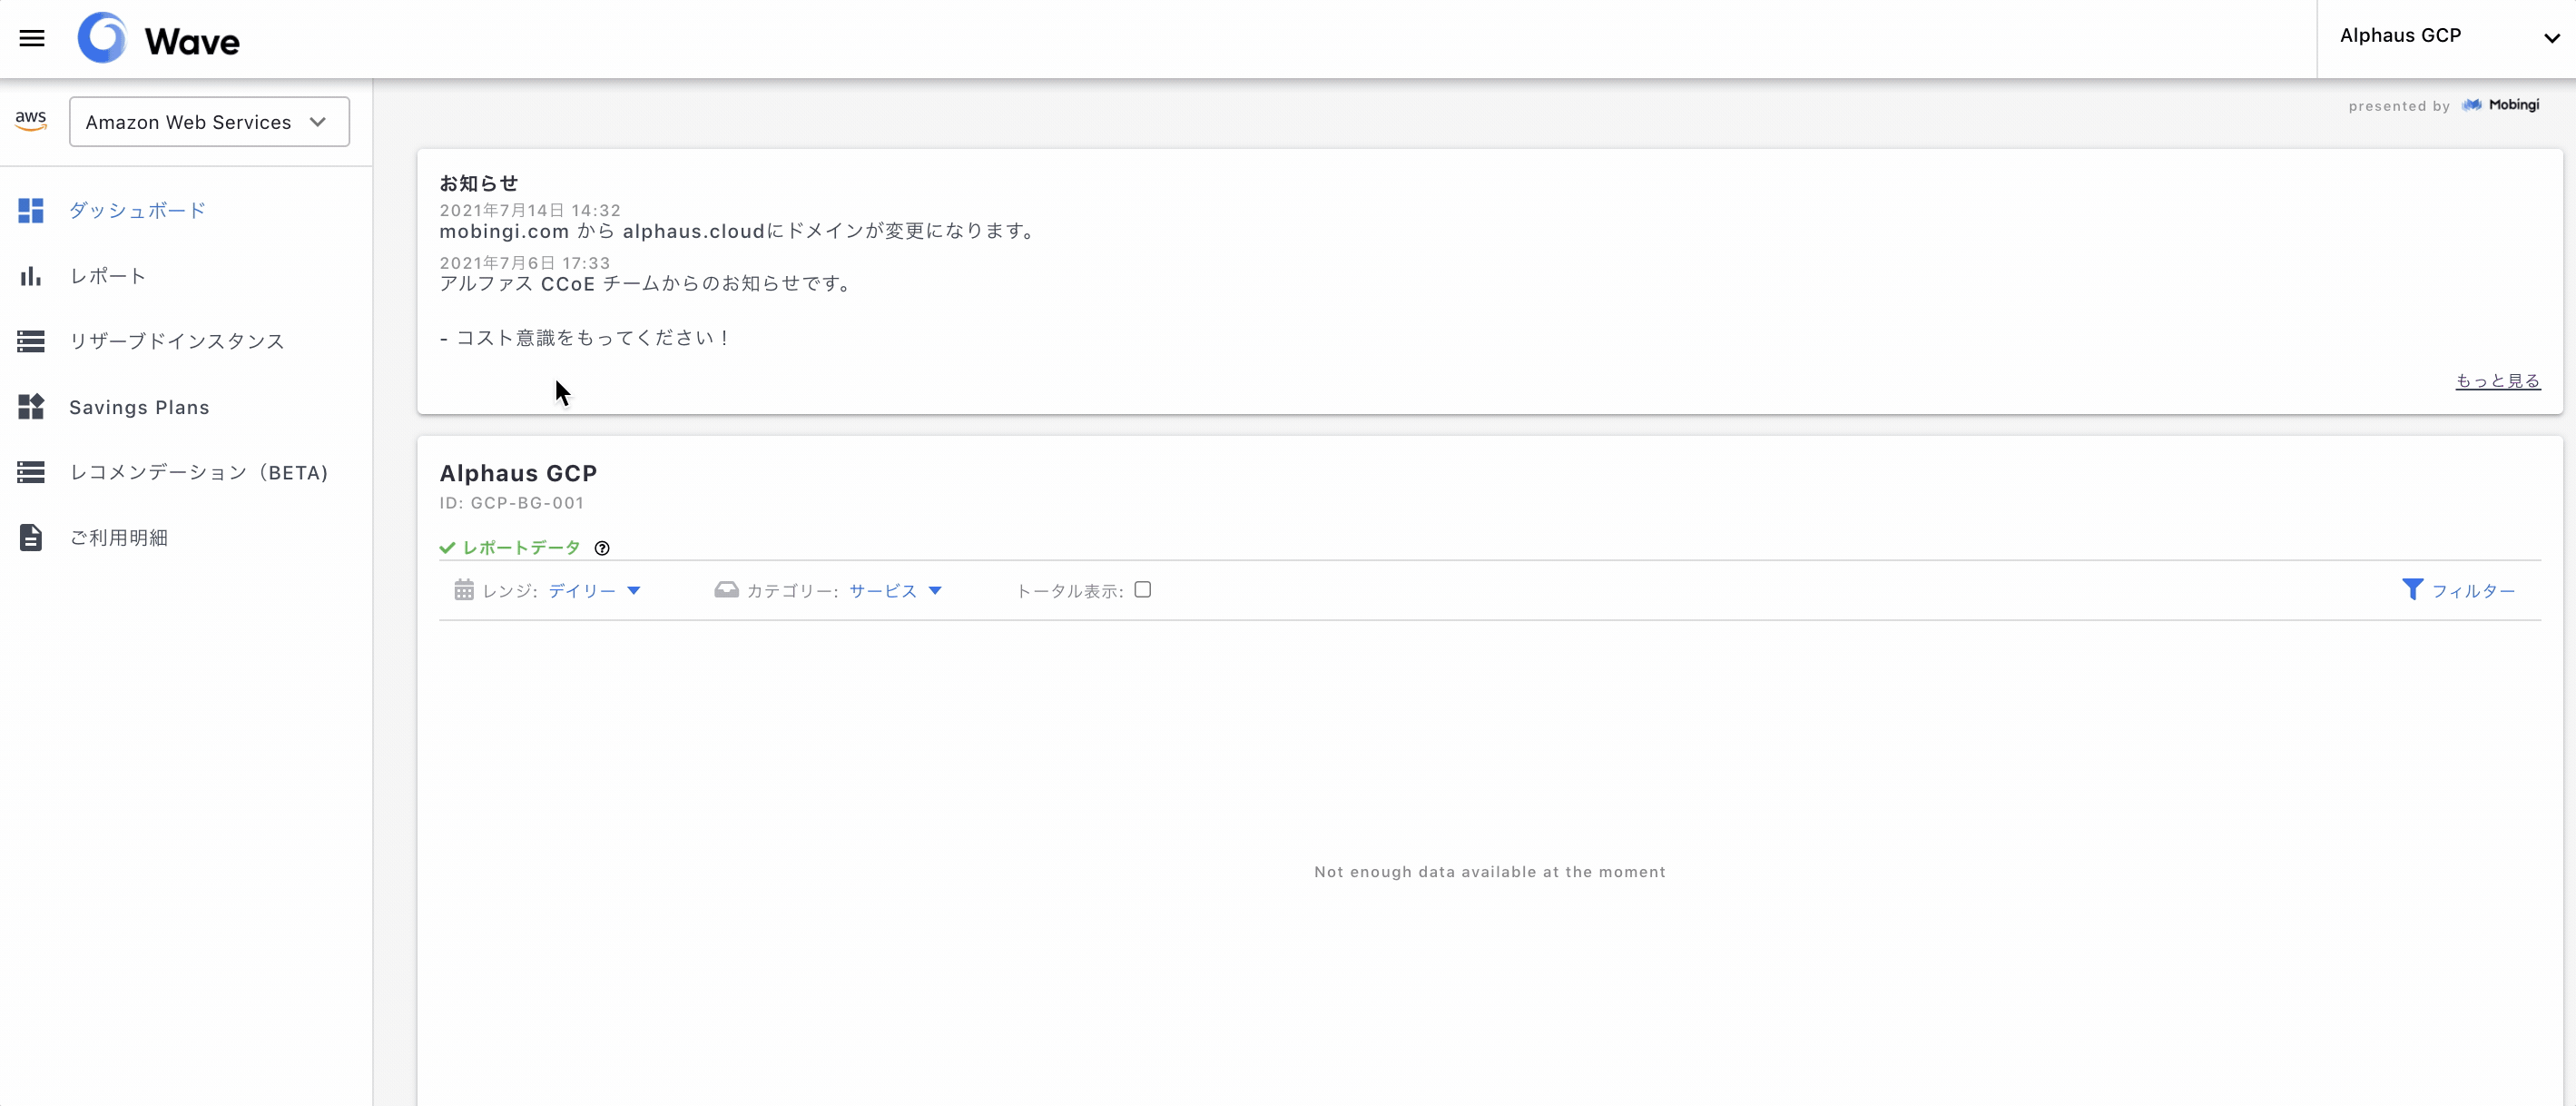 Wave
Alphaus GCP
aws
Amazon Web Services
presented by Mobingi
ダッシュボード
レポート
リザーブドインスタンス
Savings Plans
レコメンデーション（BETA)
ご利用明細
お知らせ
2021年7月14日 14:32
mobingi.com から alphaus.cloudにドメインが変更になります。
2021年7月6日 17:33
アルファス CCoE チームからのお知らせです。
- コスト意識をもってください！
もっと見る
Alphaus GCP
ID: GCP-BG-001
レポートデータ
レンジ: デイリー カテゴリー: サービス トータル表示: フィルター
Not enough data available at the moment